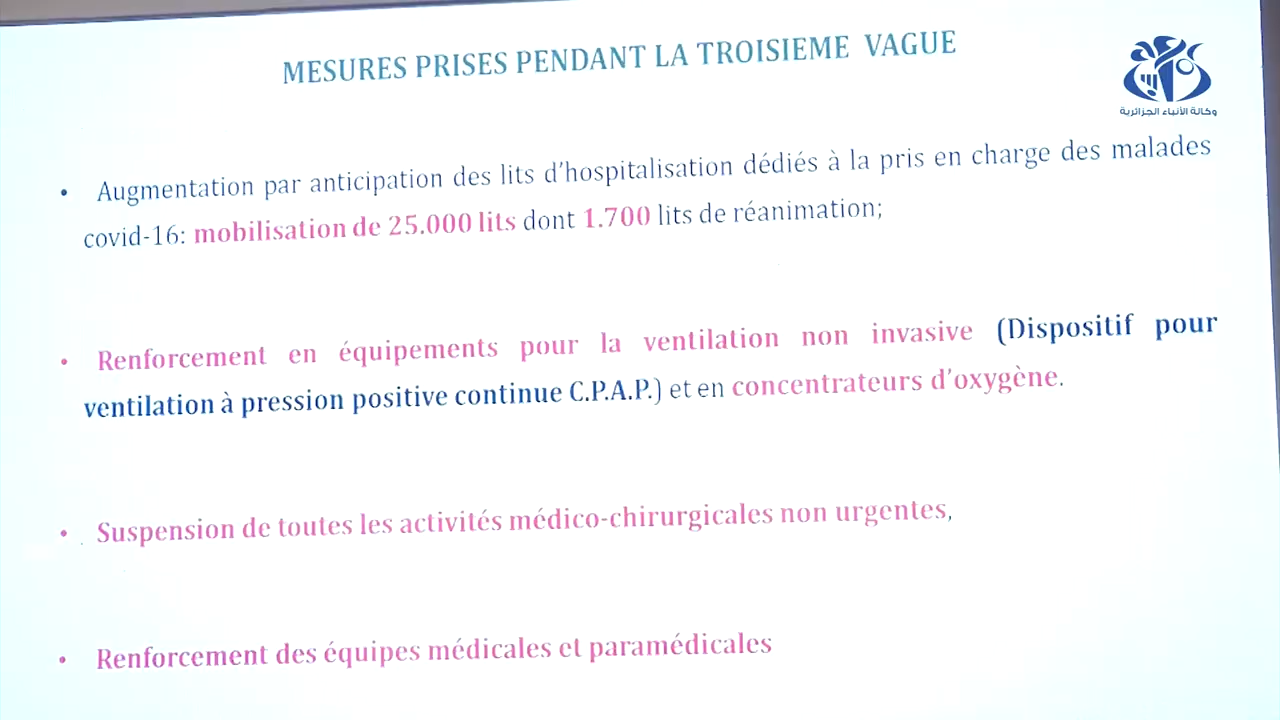 MESURES PRISES PENDANT LA TROISIEME VAGUE
وكالة الأنباء الجزائرية
• Augmentation par anticipation des lits d'hospitalisation dédiés à la pris en charge des malades
covid-16: mobilisation de 25.000 lits dont 1.700 lits de réanimation;
• Renforcement en équipements pour la ventilation non invasive (Dispositif pour
ventilation à pression positive continue C.P.A.P.) et en concentrateurs d'oxygène.
• Suspension de toutes les activités médico-chirurgicales non urgentes,
• Renforcement des équipes médicales et paramédicales